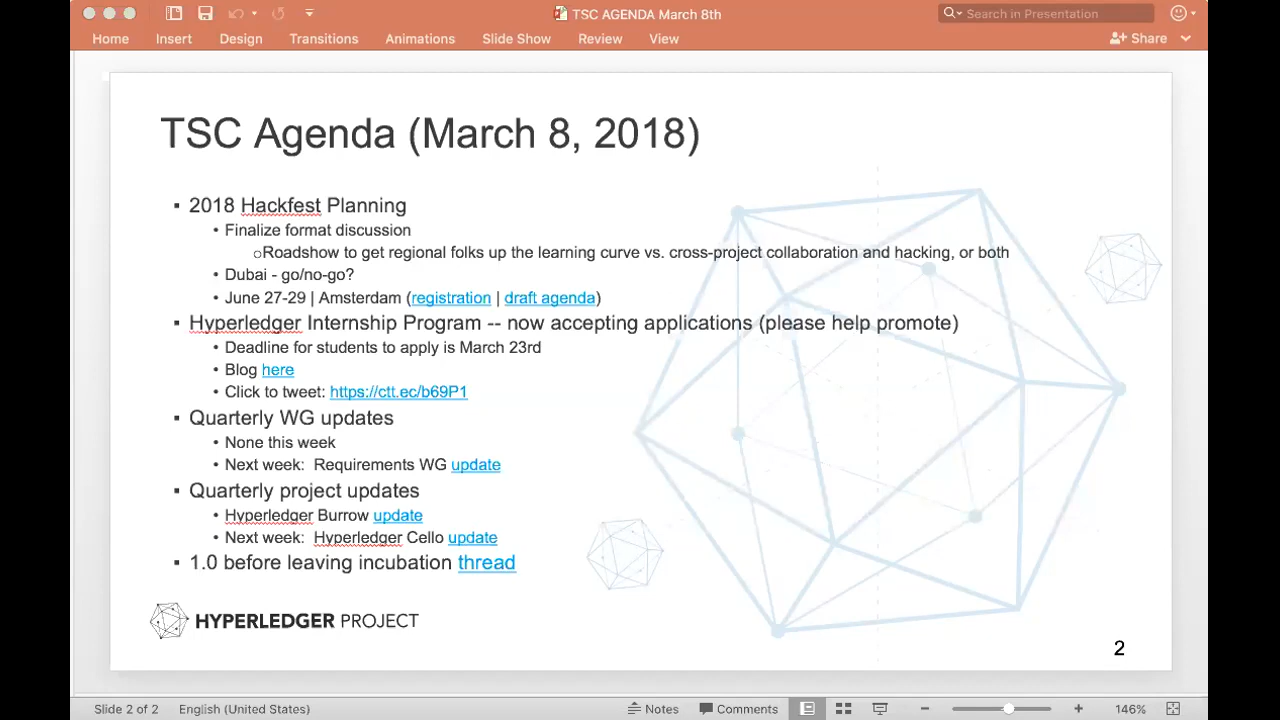 TSC AGENDA March 8th
Search in Presentation
Home Insert Design Transitions Animations Slide Show Review View
Share
TSC Agenda (March 8, 2018)
▪ 2018 Hackfest Planning
• Finalize format discussion
oRoadshow to get regional folks up the learning curve vs. cross-project collaboration and hacking, or both
• Dubai - go/no-go?
• June 27-29 | Amsterdam (registration | draft agenda)
▪ Hyperledger Internship Program -- now accepting applications (please help promote)
• Deadline for students to apply is March 23rd
• Blog here
• Click to tweet: https://ctt.ec/b69P1
▪ Quarterly WG updates
• None this week
• Next week: Requirements WG update
▪ Quarterly project updates
• Hyperledger Burrow update
• Next week: Hyperledger Cello update
▪ 1.0 before leaving incubation thread
HYPERLEDGER PROJECT
2
Slide 2 of 2 English (United States) Notes Comments 146%